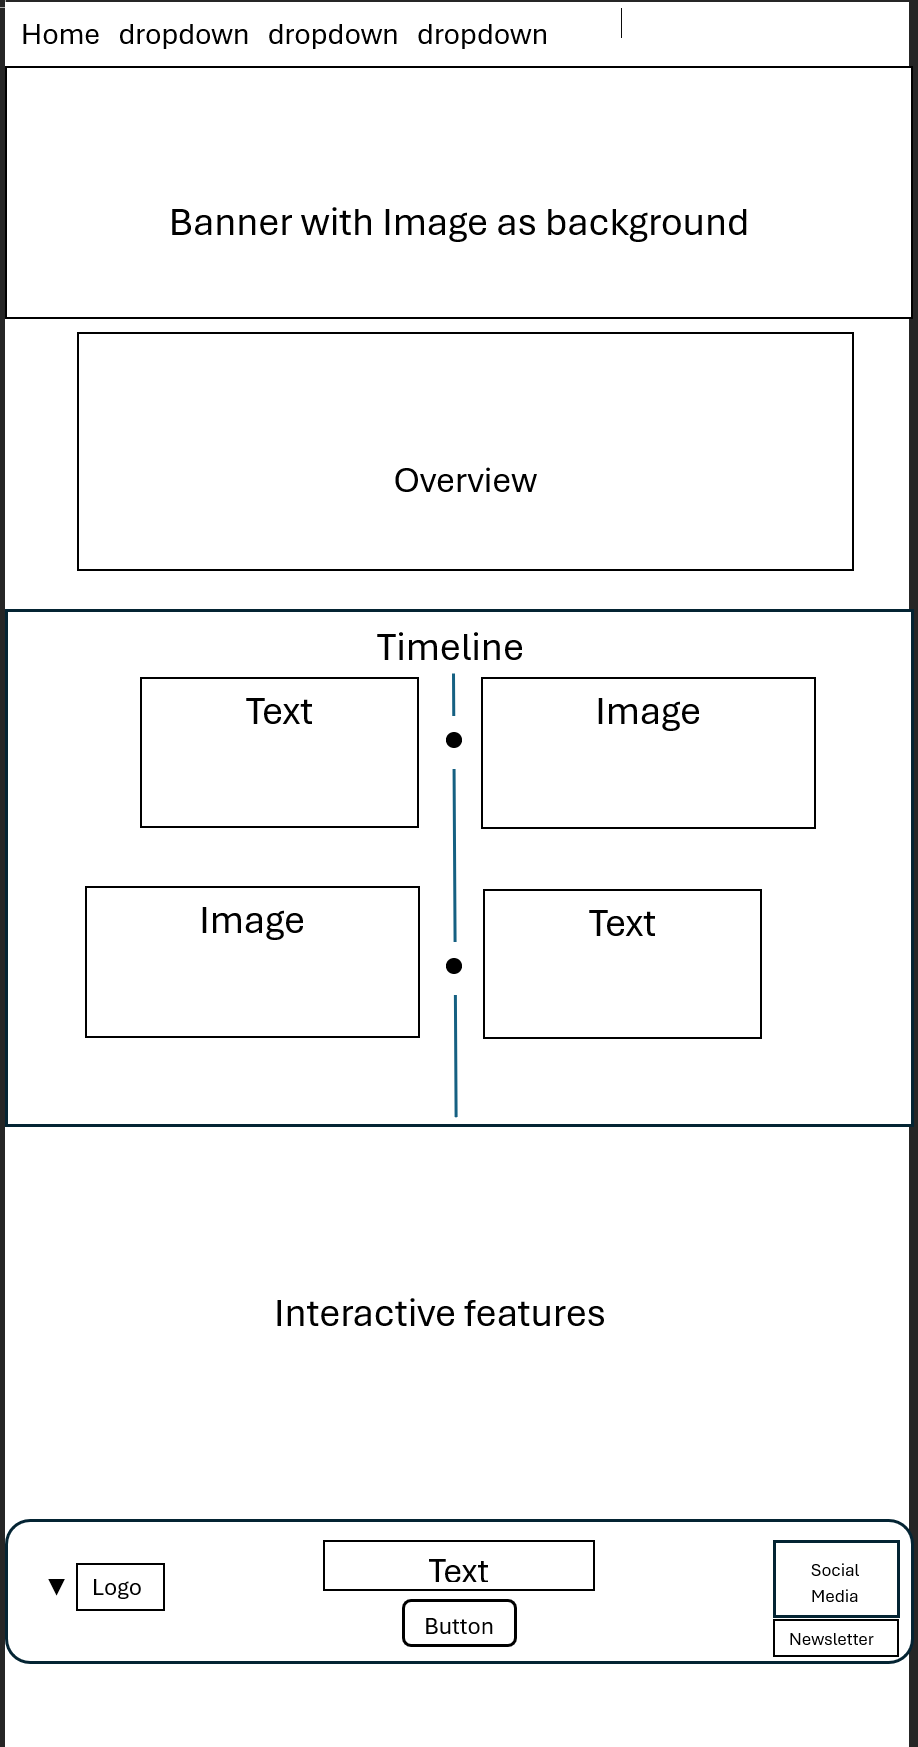 Home dropdown dropdown dropdown
Banner with Image as background
Overview
Timeline
Text
Image
Image
Text
Interactive features
Logo
Text
Button
Social
Media
Newsletter